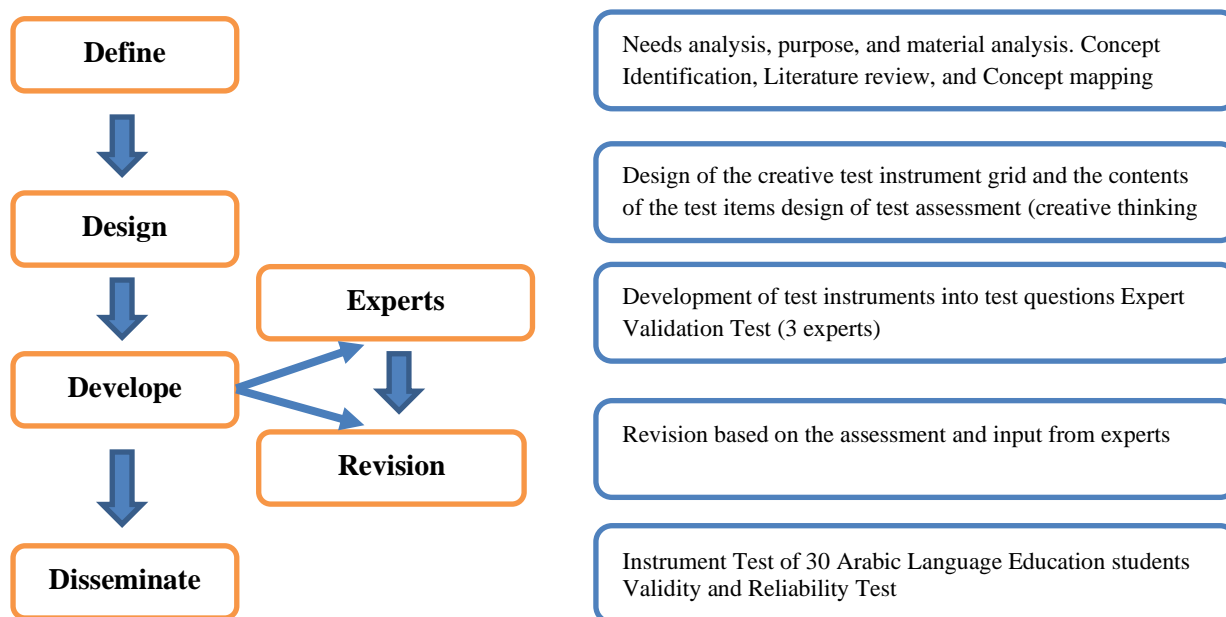 Define
Needs analysis, purpose, and material analysis. Concept
Identification, Literature review, and Concept mapping
Design
Design of the creative test instrument grid and the contents
of the test items design of test assessment (creative thinking
Experts
Development of test instruments into test questions Expert
Validation Test (3 experts)
Develope
Revision
Revision based on the assessment and input from experts
Disseminate
Instrument Test of 30 Arabic Language Education students
Validity and Reliability Test